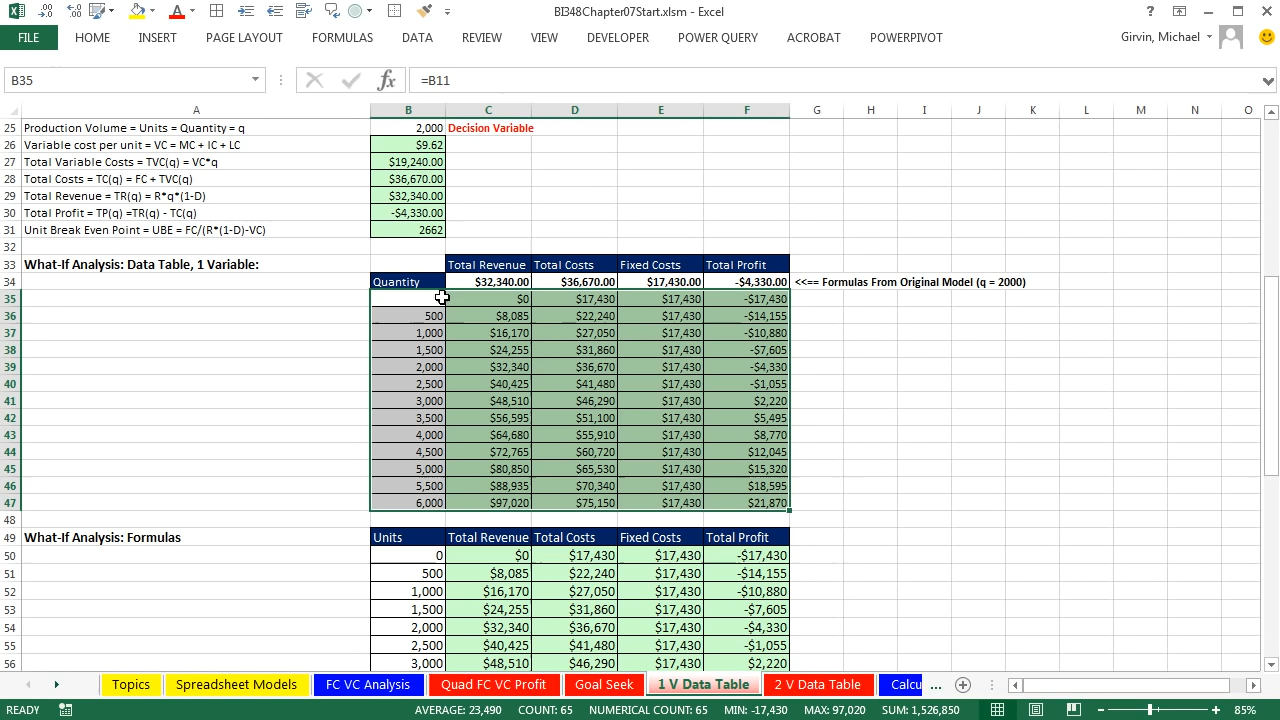 BI348Chapter07Start.xlsm - Excel
FILE HOME INSERT PAGE LAYOUT FORMULAS DATA REVIEW VIEW DEVELOPER POWER QUERY ACROBAT POWERPIVOT Girvin, Michael
B35 fx =B11
A B C D E F G H I J K L M N O
25 Production Volume = Units = Quantity = q 2,000 Decision Variable
26 Variable cost per unit = VC = MC + IC + LC $9.62
27 Total Variable Costs = TVC(q) = VC*q $19,240.00
28 Total Costs = TC(q) = FC + TVC(q) $36,670.00
29 Total Revenue = TR(q) = R*q*(1-D) $32,340.00
30 Total Profit = TP(q) =TR(q) - TC(q) -$4,330.00
31 Unit Break Even Point = UBE = FC/(R*(1-D)-VC) 2662
32
33 What-If Analysis: Data Table, 1 Variable: Total Revenue Total Costs Fixed Costs Total Profit
34 Quantity $32,340.00 $36,670.00 $17,430.00 -$4,330.00 <<== Formulas From Original Model (q = 2000)
35 $0 $17,430 $17,430 -$17,430
36 500 $8,085 $22,240 $17,430 -$14,155
37 1,000 $16,170 $27,050 $17,430 -$10,880
38 1,500 $24,255 $31,860 $17,430 -$7,605
39 2,000 $32,340 $36,670 $17,430 -$4,330
40 2,500 $40,425 $41,480 $17,430 -$1,055
41 3,000 $48,510 $46,290 $17,430 $2,220
42 3,500 $56,595 $51,100 $17,430 $5,495
43 4,000 $64,680 $55,910 $17,430 $8,770
44 4,500 $72,765 $60,720 $17,430 $12,045
45 5,000 $80,850 $65,530 $17,430 $15,320
46 5,500 $88,935 $70,340 $17,430 $18,595
47 6,000 $97,020 $75,150 $17,430 $21,870
48
49 What-If Analysis: Formulas Units Total Revenue Total Costs Fixed Costs Total Profit
50 0 $0 $17,430 $17,430 -$17,430
51 500 $8,085 $22,240 $17,430 -$14,155
52 1,000 $16,170 $27,050 $17,430 -$10,880
53 1,500 $24,255 $31,860 $17,430 -$7,605
54 2,000 $32,340 $36,670 $17,430 -$4,330
55 2,500 $40,425 $41,480 $17,430 -$1,055
56 3,000 $48,510 $46,290 $17,430 $2,220
Topics Spreadsheet Models FC VC Analysis Quad FC VC Profit Goal Seek 1 V Data Table 2 V Data Table Calcu ...
READY AVERAGE: 23,490 COUNT: 65 NUMERICAL COUNT: 65 MIN: -17,430 MAX: 97,020 SUM: 1,526,850 85%